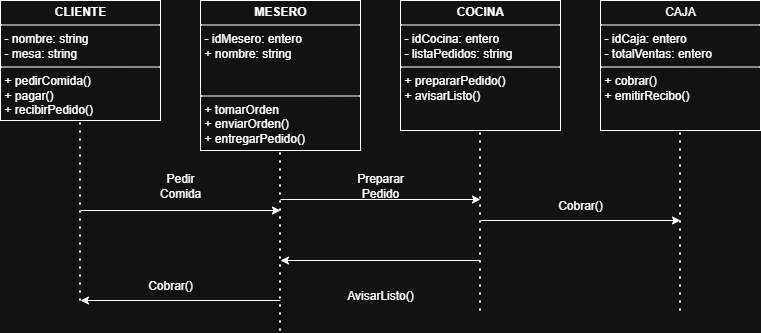 CLIENTE
- nombre: string
- mesa: string
+ pedirComida()
+ pagar()
+ recibirPedido()
MESERO
- idMesero: entero
+ nombre: string
+ tomarOrden
+ enviarOrden()
+ entregarPedido()
COCINA
- idCocina: entero
- listaPedidos: string
+ prepararPedido()
+ avisarListo()
CAJA
- idCaja: entero
- totalVentas: entero
+ cobrar()
+ emitirRecibo()
Pedir
Comida
Preparar
Pedido
Cobrar()
Cobrar()
AvisarListo()